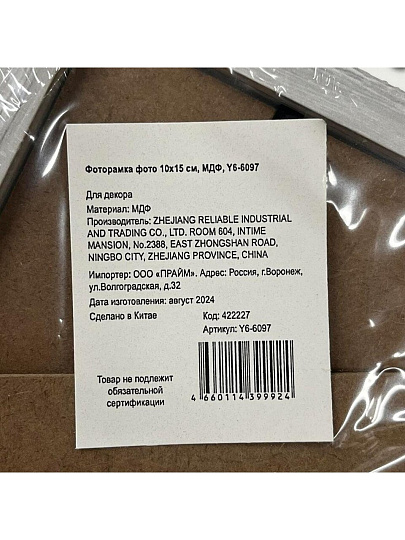 Фоторамка фото 10х15 см, МДФ, Y6-6097
Для декора
Материал: МДФ
Производитель: ZHEJIANG RELIABLE INDUSTRIAL
AND TRADING CO., LTD. ROOM 604, INTIME
MANSION, No.2388, EAST ZHONGSHAN ROAD,
NINGBO CITY, ZHEJIANG PROVINCE, CHINA
Импортер: ООО «ПРАЙМ». Адрес: Россия, г.Воронеж,
ул.Волгоградская, д.32
Дата изготовления: август 2024
Сделано в Китае Код: 422227
Артикул: Y6-6097
Товар не подлежит
обязательной
сертификации
4 660114 399924